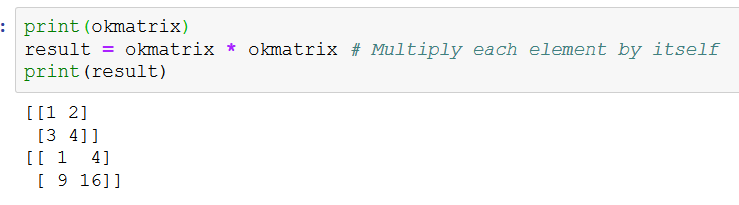 :
print(okmatrix)
result = okmatrix * okmatrix # Multiply each element by itself
print(result)
[[1 2]
 [3 4]]
[[ 1  4]
 [ 9 16]]